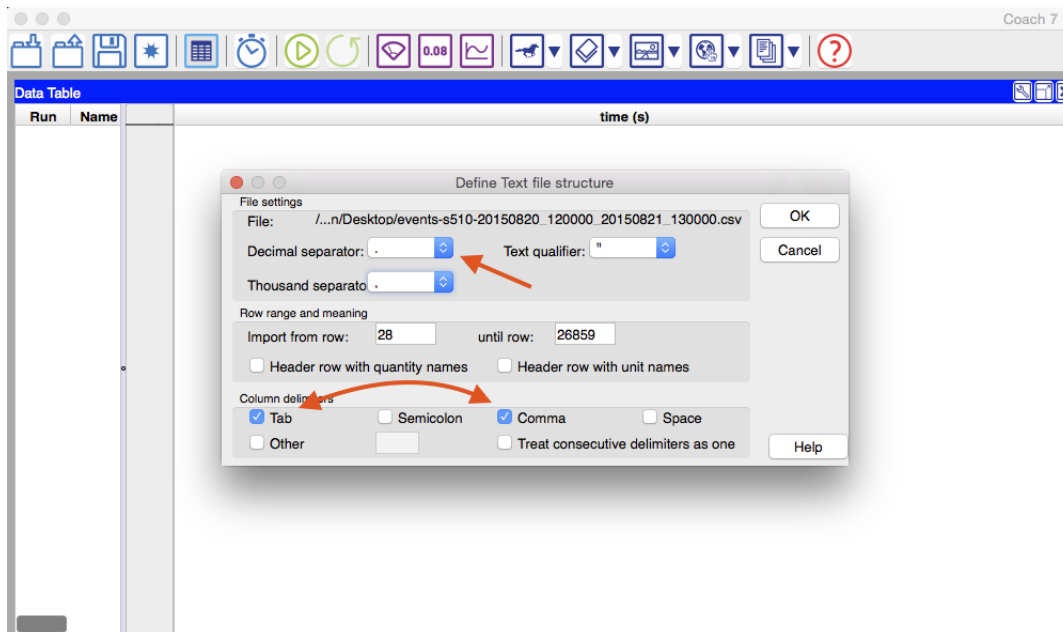 Coach 7
0.08
?
Data Table
Run Name time (s)
Define Text file structure
File settings
File: /...n/Desktop/events-s510-20150820_120000_20150821_130000.csv OK
Decimal separator: . Text qualifier: " Cancel
Thousand separato .
Row range and meaning
Import from row: 28 until row: 26859
Header row with quantity names Header row with unit names
Column delimiters
Tab Semicolon Comma Space
Other Treat consecutive delimiters as one Help